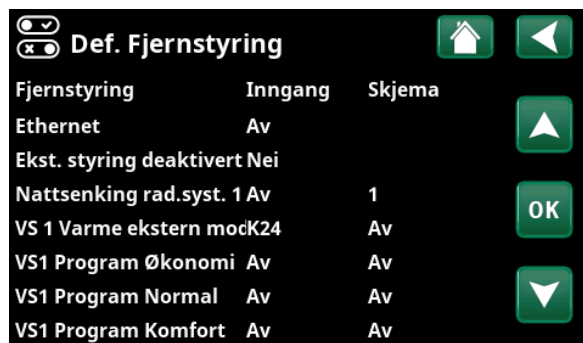 Def. Fjernstyring
Fjernstyring Inngang Skjema
Ethernet Av
Ekst. styring deaktivert Nei
Nattsenking rad.syst. 1 Av 1
VS 1 Varme ekstern mod K24 Av
VS1 Program Økonomi Av Av
VS1 Program Normal Av Av
VS1 Program Komfort Av Av
OK